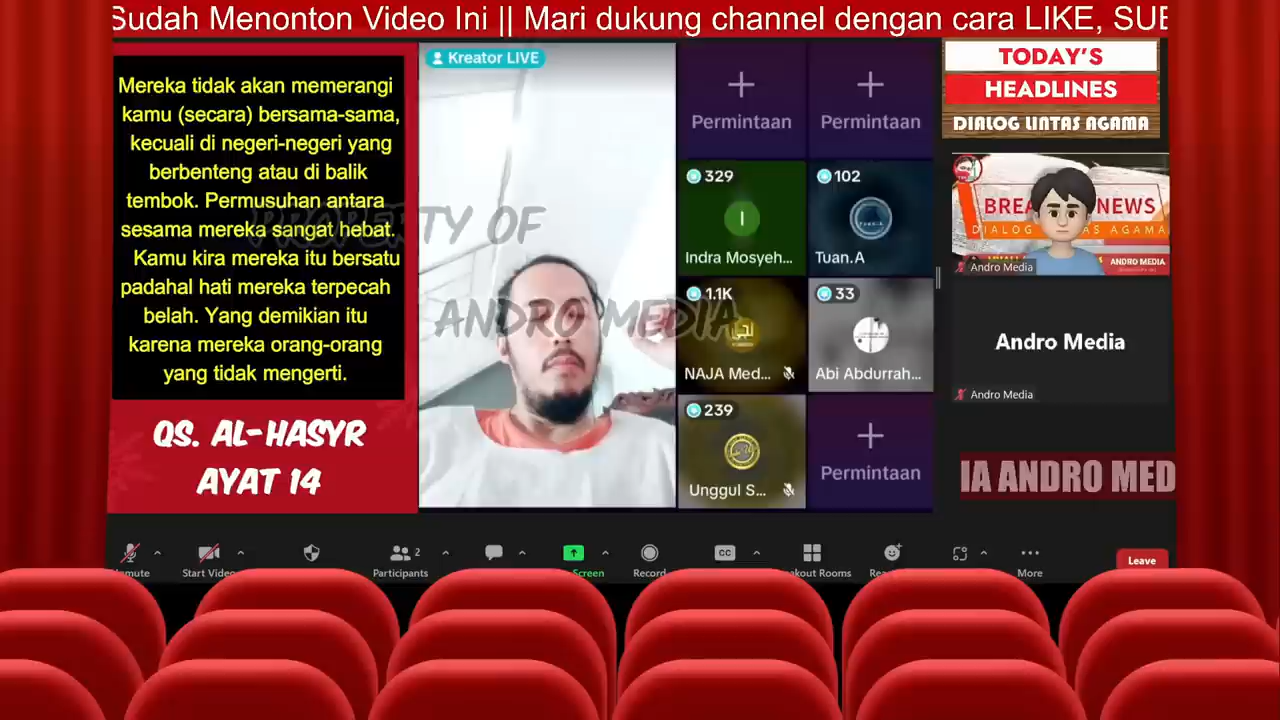 Sudah Menonton Video Ini || Mari dukung channel dengan cara LIKE, SUB
Mereka tidak akan memerangi
kamu (secara) bersama-sama,
kecuali di negeri-negeri yang
berbenteng atau di balik
tembok. Permusuhan antara
sesama mereka sangat hebat.
Kamu kira mereka itu bersatu
padahal hati mereka terpecah
belah. Yang demikian itu
karena mereka orang-orang
yang tidak mengerti.
QS. AL-HASYR
AYAT 14
Kreator LIVE
PROPERTY OF
ANDRO MEDIA
Permintaan
Permintaan
329
Indra Mosyeh...
102
Tuan.A
1.1K
NAJA Med...
33
Abi Abdurrah...
239
Unggul S...
Permintaan
TODAY'S
HEADLINES
DIALOG LINTAS AGAMA
NEWS
ANDRO MEDIA
Andro Media
Andro Media
Andro Media
IA ANDRO MED
Start Video
Participants
2
Screen
Record
CC
akout Rooms
Rea
More
Leave